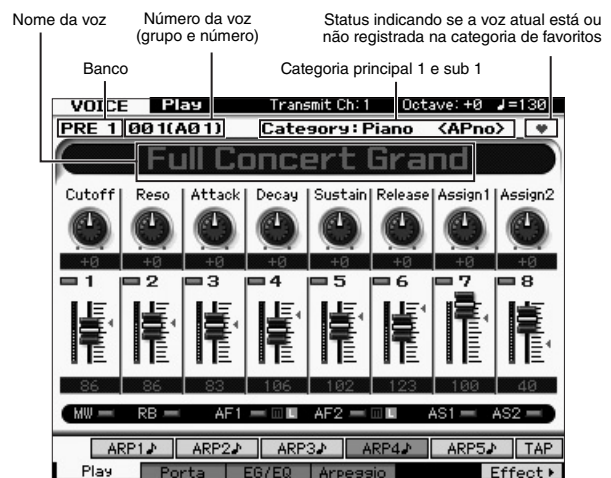 Nome da voz
Número da voz
(grupo e número)
Status indicando se a voz atual está ou
não registrada na categoria de favoritos
Banco
Categoria principal 1 e sub 1
VOICE Play Transmit Ch:1 Octave:+0 ♩=130
PRE 1 001(A01) Category:Piano <APno> ♥
Full Concert Grand
Cutoff Reso Attack Decay Sustain Release Assign1 Assign2
+0 +0 +0 +0 +0 +0 +0 +0
1 2 3 4 5 6 7 8
86 86 83 106 102 123 100 40
MW RB AF1 m L AF2 m L AS1 AS2
ARP1♪ ARP2♪ ARP3♪ ARP4♪ ARP5♪ TAP
Play Porta EG/EQ Arpeggio Effect▶